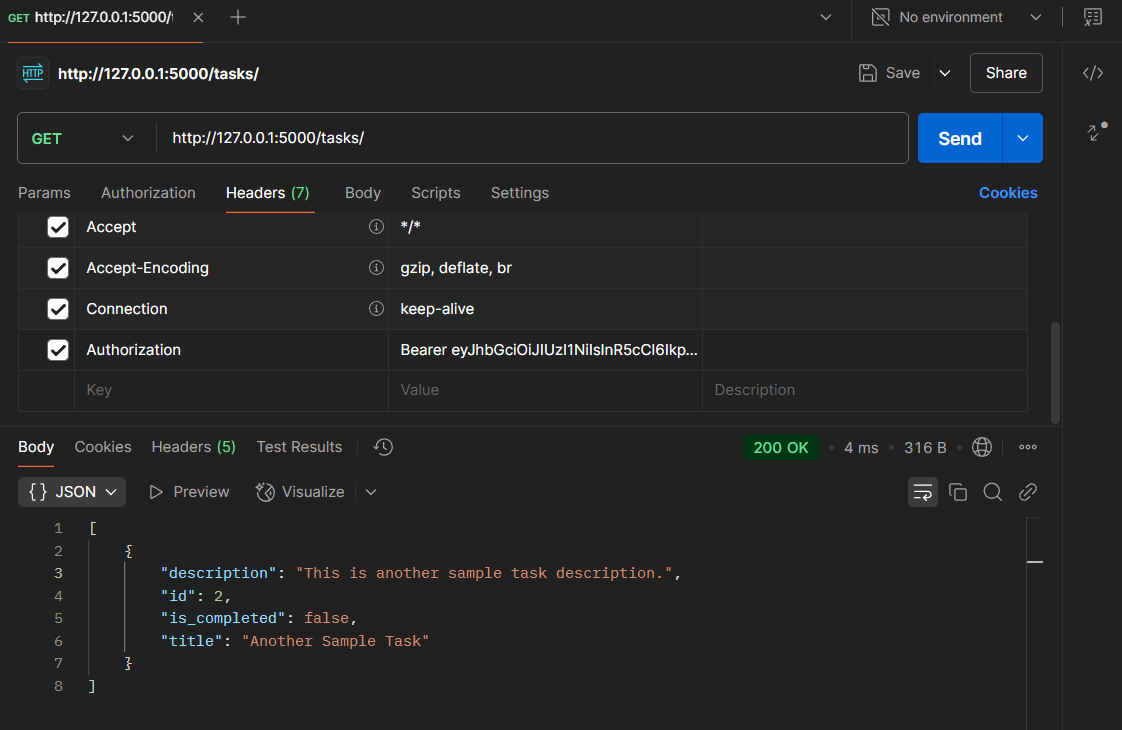 GET http://127.0.0.1:5000/t
No environment
HTTP http://127.0.0.1:5000/tasks/
Save
Share
GET http://127.0.0.1:5000/tasks/
Send
Params Authorization Headers (7) Body Scripts Settings Cookies
Accept */*
Accept-Encoding gzip, deflate, br
Connection keep-alive
Authorization Bearer eyJhbGciOiJIUzI1NiIsInR5cCI6Ikp...
Key Value Description
Body Cookies Headers (5) Test Results 200 OK • 4 ms • 316 B
{} JSON Preview Visualize
1 [
2 {
3 "description": "This is another sample task description.",
4 "id": 2,
5 "is_completed": false,
6 "title": "Another Sample Task"
7 }
8 ]